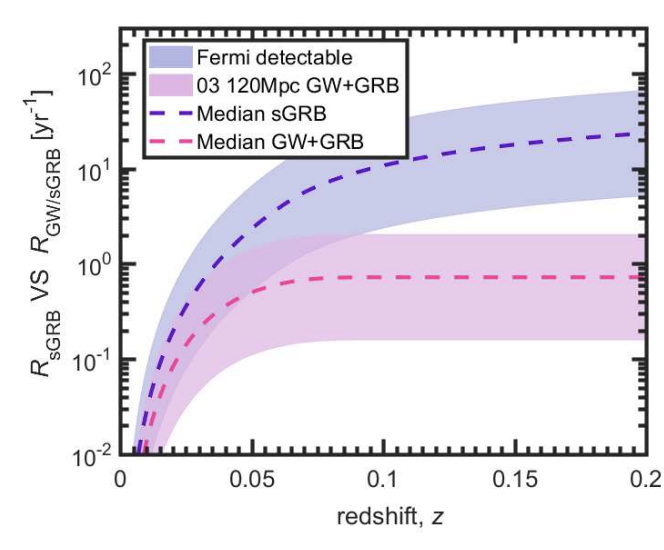 Fermi detectable
03 120Mpc GW+GRB
Median sGRB
Median GW+GRB
R_sGRB VS R_GW/sGRB [yr^-1]
10^2
10^1
10^0
10^-1
10^-2
0 0.05 0.1 0.15 0.2
redshift, z